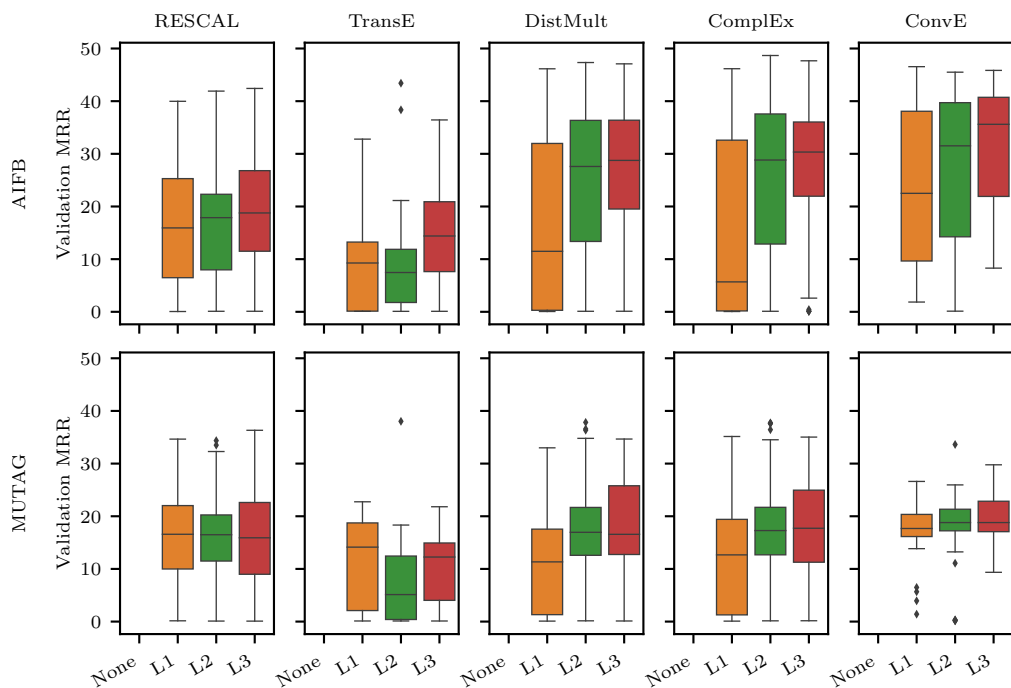 RESCAL TransE DistMult ComplEx ConvE
AIFB
Validation MRR
50
40
30
20
10
0
MUTAG
Validation MRR
50
40
30
20
10
0
None L1 L2 L3 None L1 L2 L3 None L1 L2 L3 None L1 L2 L3 None L1 L2 L3